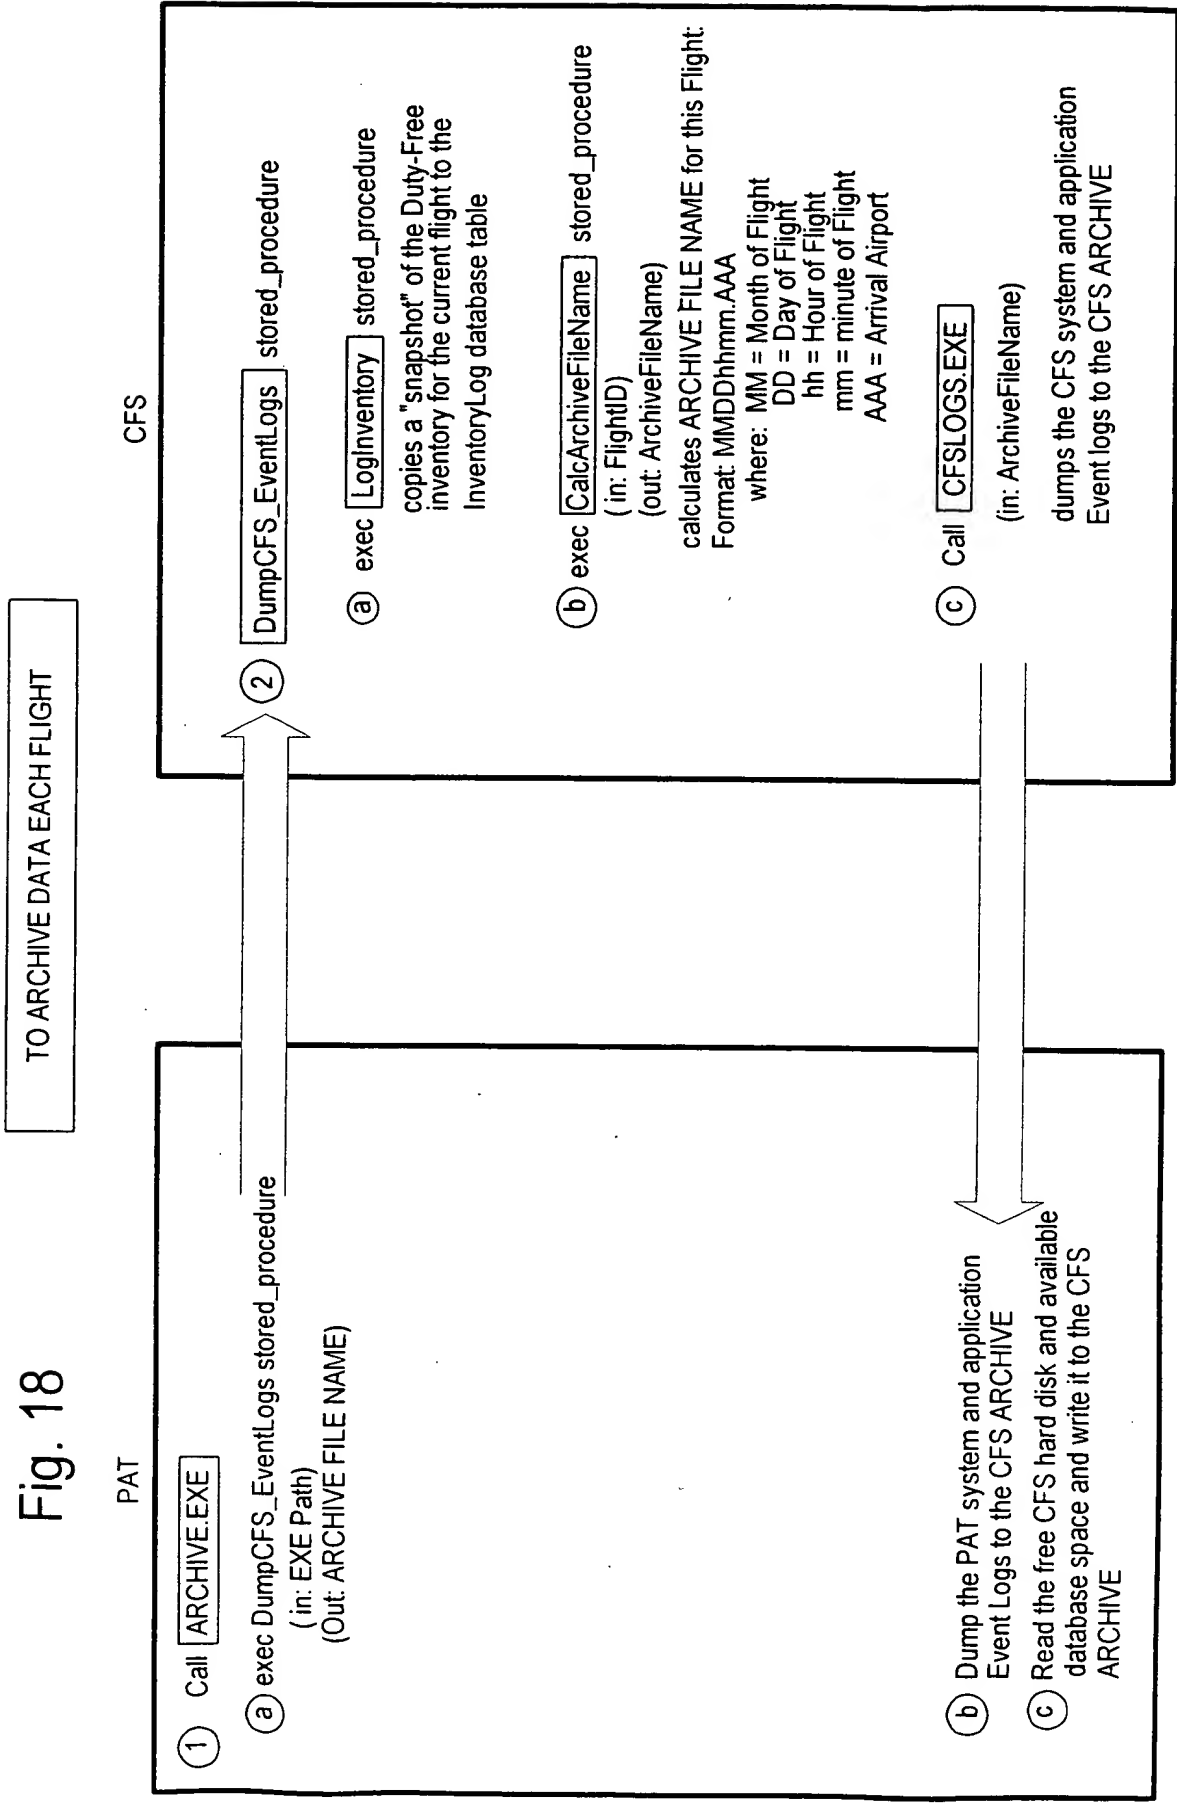 Fig. 18
TO ARCHIVE DATA EACH FLIGHT
PAT
1 Call ARCHIVE.EXE
a exec DumpCFS_EventLogs stored_procedure
( in: EXE Path)
(Out: ARCHIVE FILE NAME)
b Dump the PAT system and application
Event Logs to the CFS ARCHIVE
c Read the free CFS hard disk and available
database space and write it to the CFS
ARCHIVE
CFS
2 DumpCFS_EventLogs stored_procedure
a exec LogInventory stored_procedure
copies a "snapshot" of the Duty-Free
inventory for the current flight to the
InventoryLog database table
b exec CalcArchiveFileName stored_procedure
( in: FlightID)
(out: ArchiveFileName)
calculates ARCHIVE FILE NAME for this Flight:
Format: MMDDhhmm.AAA
where: MM = Month of Flight
DD = Day of Flight
hh = Hour of Flight
mm = minute of Flight
AAA = Arrival Airport
c Call CFSLOGS.EXE
(in: ArchiveFileName)
dumps the CFS system and application
Event logs to the CFS ARCHIVE